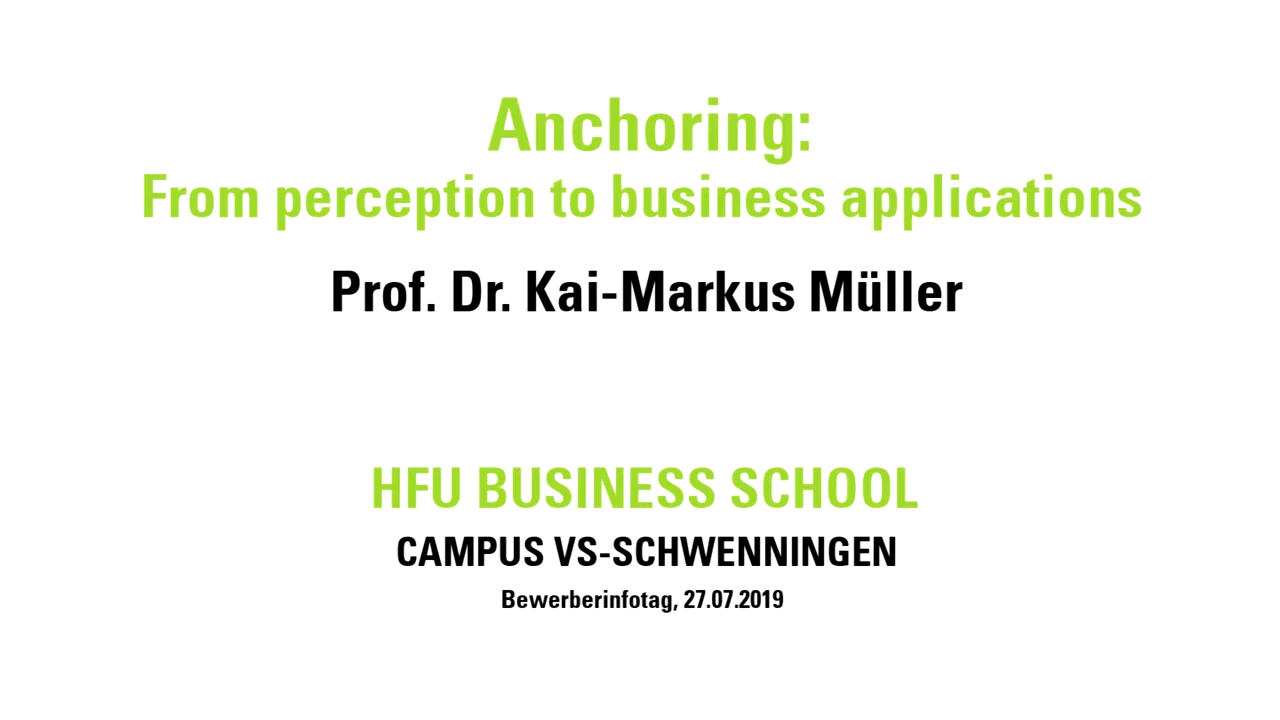 Anchoring:
From perception to business applications
Prof. Dr. Kai-Markus Müller
HFU BUSINESS SCHOOL
CAMPUS VS-SCHWENNINGEN
Bewerberinfotag, 27.07.2019